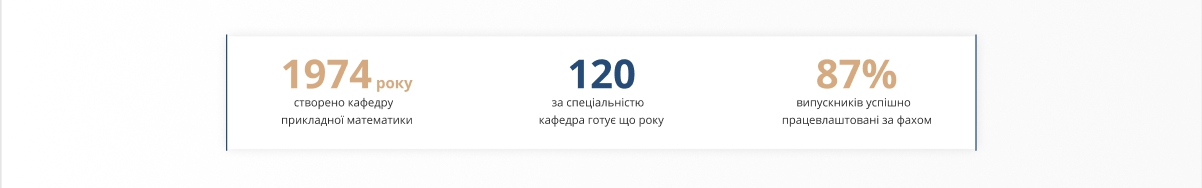 1974 року
створено кафедру
прикладної математики
120
за спеціальністю
кафедра готує що року
87%
випускників успішно
працевлаштовані за фахом